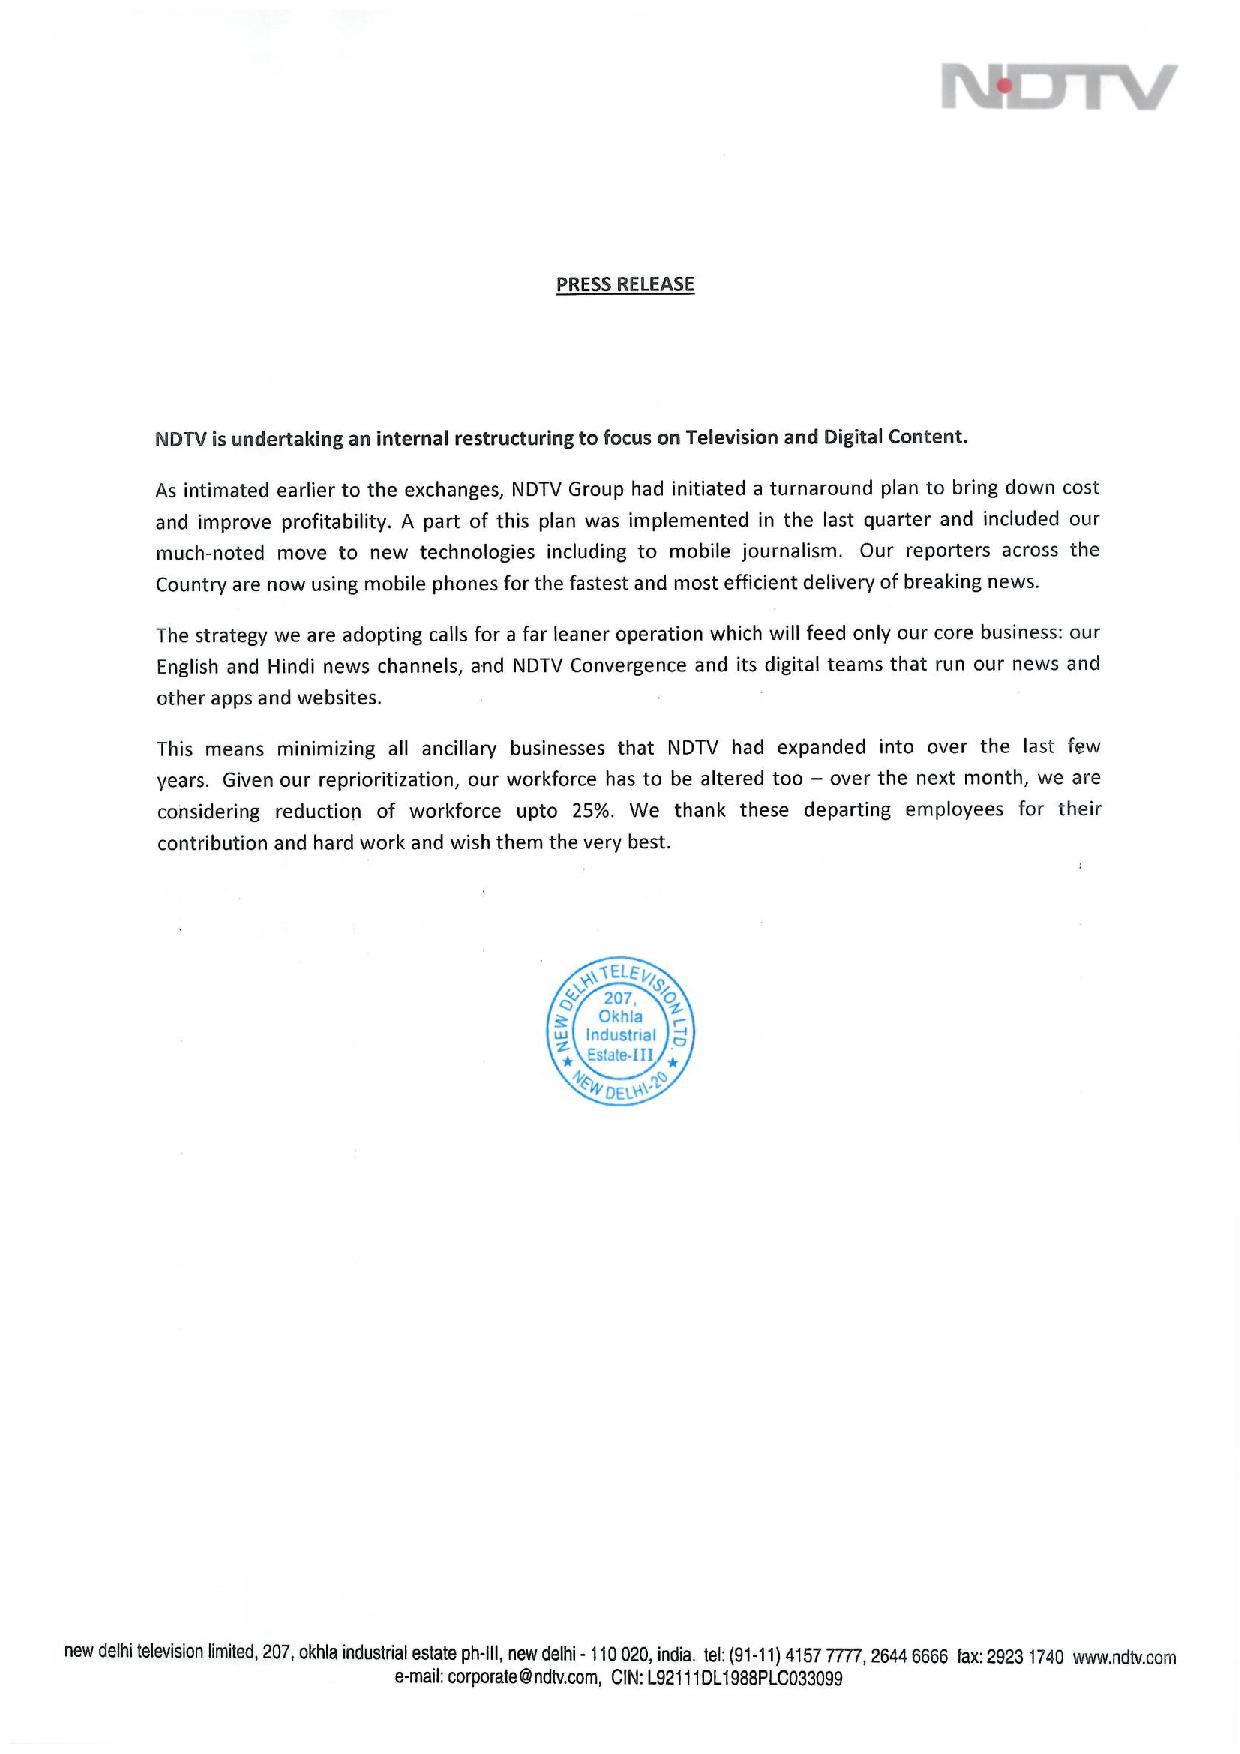 NDTV
PRESS RELEASE
NDTV is undertaking an internal restructuring to focus on Television and Digital Content.
As intimated earlier to the exchanges, NDTV Group had initiated a turnaround plan to bring down cost
and improve profitability. A part of this plan was implemented in the last quarter and included our
much-noted move to new technologies including to mobile journalism. Our reporters across the
Country are now using mobile phones for the fastest and most efficient delivery of breaking news.
The strategy we are adopting calls for a far leaner operation which will feed only our core business: our
English and Hindi news channels, and NDTV Convergence and its digital teams that run our news and
other apps and websites.
This means minimizing all ancillary businesses that NDTV had expanded into over the last few
years. Given our reprioritization, our workforce has to be altered too – over the next month, we are
considering reduction of workforce upto 25%. We thank these departing employees for their
contribution and hard work and wish them the very best.
NEW DELHI TELEVISION LTD.
207,
Okhla
Industrial
Estate-III
★ NEW DELHI-20 ★
new delhi television limited, 207, okhla industrial estate ph-III, new delhi - 110 020, india. tel: (91-11) 4157 7777, 2644 6666 fax: 2923 1740 www.ndtv.com
e-mail: corporate@ndtv.com, CIN: L92111DL1988PLC033099